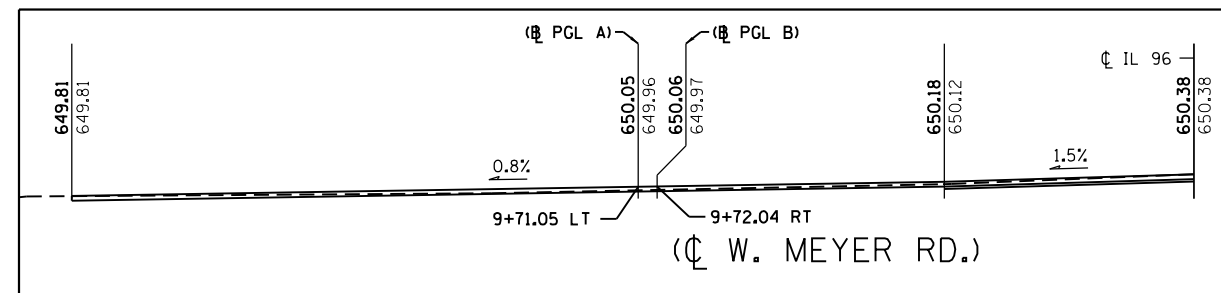 (℄ PGL A)
(℄ PGL B)
℄ IL 96
649.81
649.81
650.05
649.96
650.06
649.97
650.18
650.12
650.38
650.38
0.8%
1.5%
9+71.05 LT
9+72.04 RT
(℄ W. MEYER RD.)